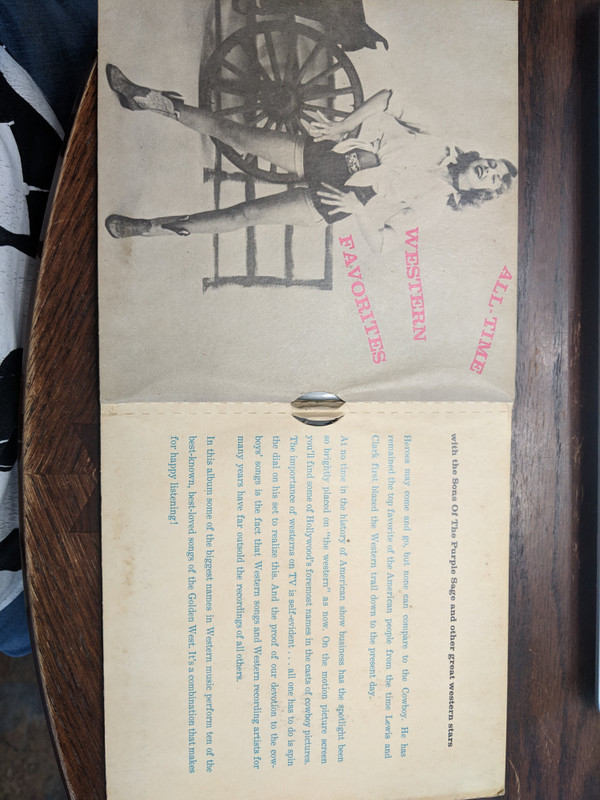 ALL-TIME
WESTERN
FAVORITES
with the Sons Of The Purple Sage and other great western stars
Heroes may come and go, but none can compare to the Cowboy. He has
remained the top favorite of the American people from the time Lewis and
Clark first blazed the Western trail down to the present day.
At no time in the history of American show business has the spotlight been
so brightly placed on "the western" as now. On the motion picture screen
you'll find some of Hollywood's foremost names in the casts of cowboy pictures.
The importance of westerns on TV is self-evident . . . all one has to do is spin
the dial on his set to realize this. And the proof of our devotion to the cow-
boys' songs is the fact that Western songs and Western recording artists for
many years have far outsold the recordings of all others.
In this album some of the biggest names in Western music perform ten of the
best-known, best-loved songs of the Golden West. It's a combination that makes
for happy listening!